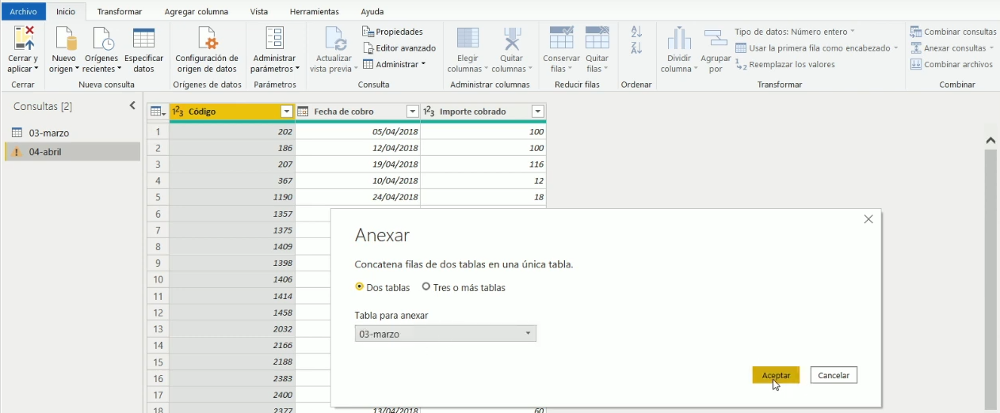 Archivo Inicio Transformar Agregar columna Vista Herramientas Ayuda
Cerrar y aplicar
Nuevo origen
Orígenes recientes
Especificar datos
Configuración de origen de datos
Administrar parámetros
Actualizar vista previa
Propiedades
Editor avanzado
Administrar
Elegir columnas
Quitar columnas
Conservar filas
Quitar filas
Dividir columna
Agrupar por
Tipo de datos: Número entero
Usar la primera fila como encabezado
Reemplazar los valores
Combinar consultas
Anexar consultas
Combinar archivos
Cerrar Nueva consulta Orígenes de datos Parámetros Consulta Administrar columnas Reducir filas Ordenar Transformar Combinar
Consultas [2]
03-marzo
04-abril
Código Fecha de cobro Importe cobrado
1 202 05/04/2018 100
2 186 12/04/2018 100
3 207 19/04/2018 116
4 367 10/04/2018 12
5 1190 24/04/2018 18
6 1357
7 1375
8 1409
9 1398
10 1406
11 1414
12 1458
13 2032
14 2166
15 2188
16 2383
17 2400
18 2377 13/04/2018 60
Anexar
Concatena filas de dos tablas en una única tabla.
Dos tablas Tres o más tablas
Tabla para anexar
03-marzo
Aceptar Cancelar